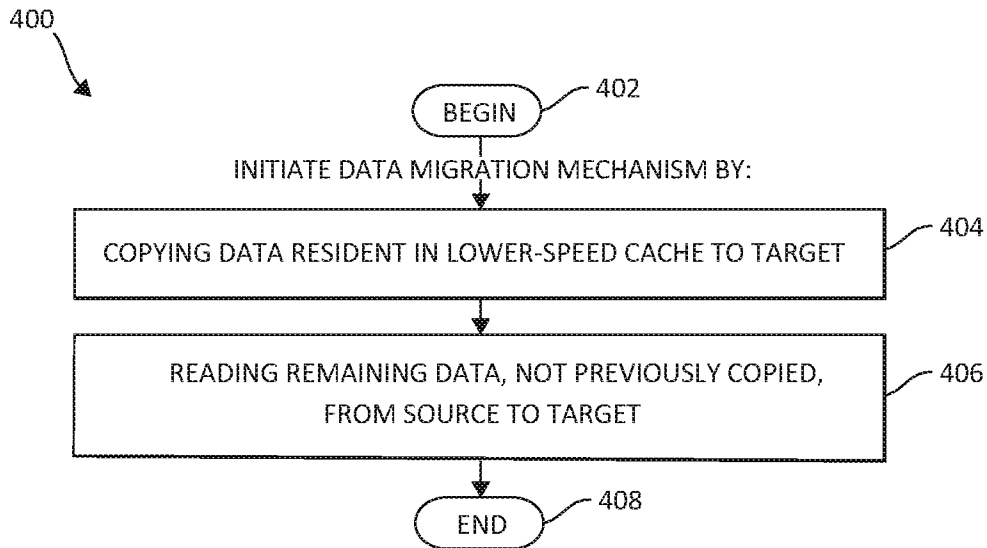 400
BEGIN
402
INITIATE DATA MIGRATION MECHANISM BY:
COPYING DATA RESIDENT IN LOWER-SPEED CACHE TO TARGET
404
READING REMAINING DATA, NOT PREVIOUSLY COPIED,
FROM SOURCE TO TARGET
406
END
408